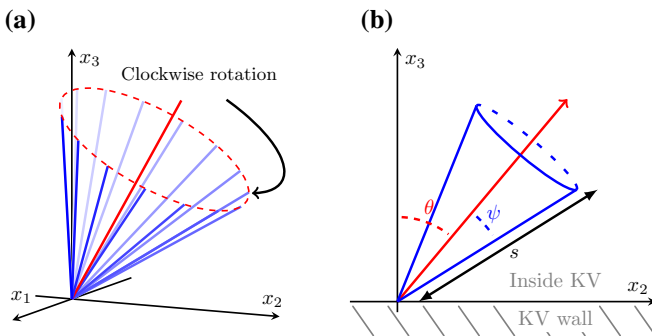 (a)
x₃
Clockwise rotation
x₁
x₂
(b)
x₃
θ
ψ
s
Inside KV
x₂
KV wall